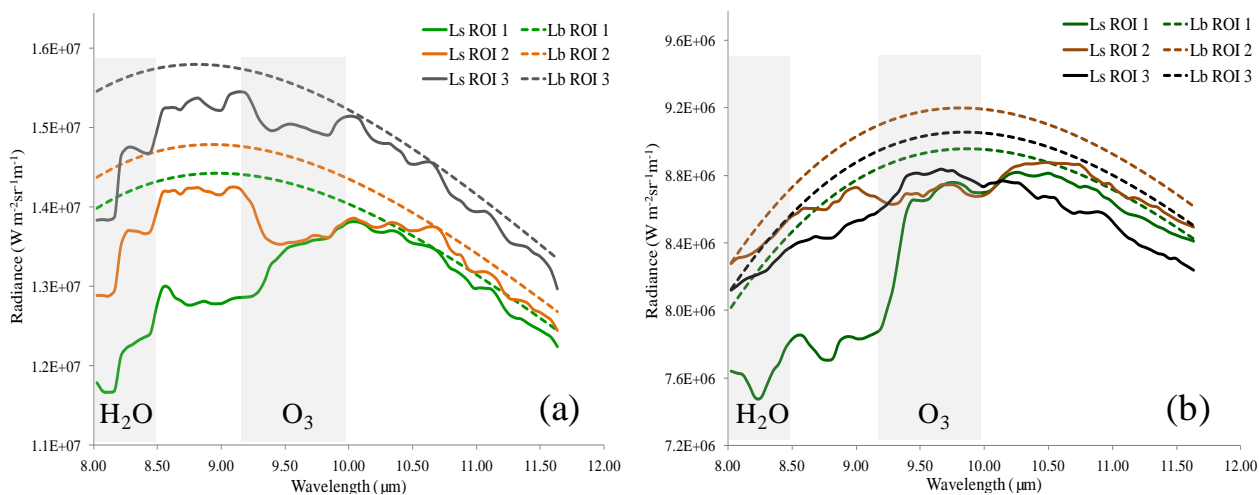 Ls ROI 1 Lb ROI 1
Ls ROI 2 Lb ROI 2
Ls ROI 3 Lb ROI 3
1.6E+07
1.5E+07
1.4E+07
1.3E+07
1.2E+07
1.1E+07
Radiance (W m⁻²sr⁻¹m⁻¹)
H₂O O₃ (a)
8.00 8.50 9.00 9.50 10.00 10.50 11.00 11.50 12.00
Wavelength (µm)
Ls ROI 1 Lb ROI 1
Ls ROI 2 Lb ROI 2
Ls ROI 3 Lb ROI 3
9.6E+06
9.2E+06
8.8E+06
8.4E+06
8.0E+06
7.6E+06
7.2E+06
Radiance (W m⁻²sr⁻¹m⁻¹)
H₂O O₃ (b)
8.00 8.50 9.00 9.50 10.00 10.50 11.00 11.50 12.00
Wavelength (µm)